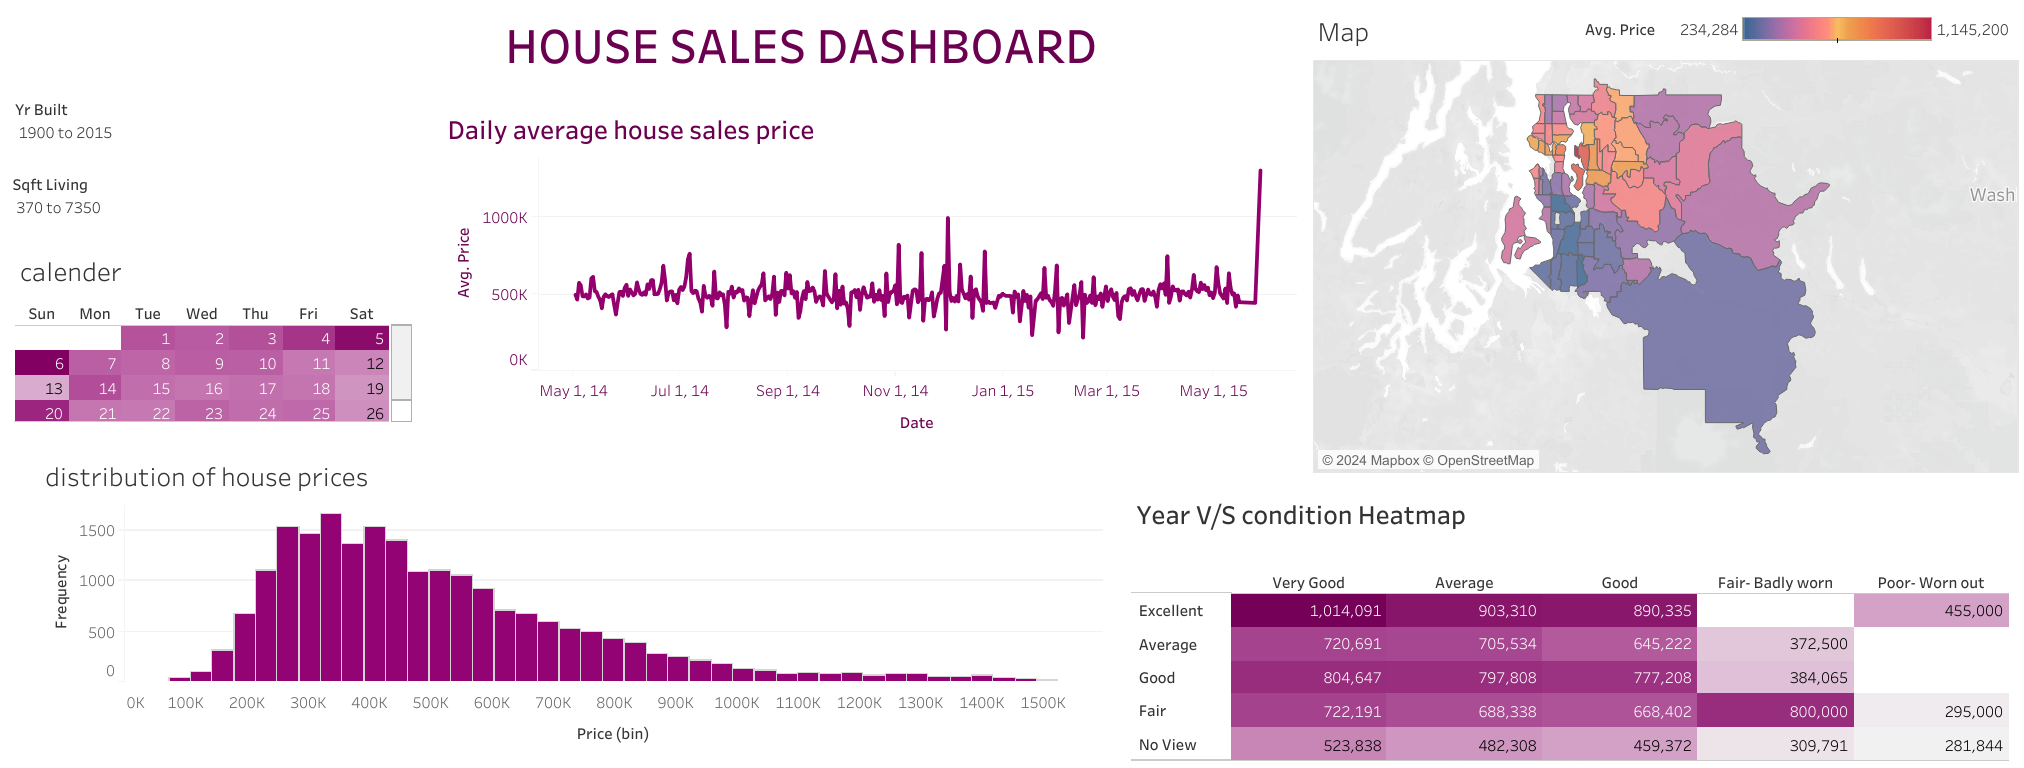 HOUSE SALES DASHBOARD
Yr Built
1900 to 2015
Sqft Living
370 to 7350
calender
Sun Mon Tue Wed Thu Fri Sat
1 2 3 4 5
6 7 8 9 10 11 12
13 14 15 16 17 18 19
20 21 22 23 24 25 26
Daily average house sales price
Avg. Price
1000K
500K
0K
May 1, 14 Jul 1, 14 Sep 1, 14 Nov 1, 14 Jan 1, 15 Mar 1, 15 May 1, 15
Date
Map
Avg. Price 234,284 1,145,200
Wash
© 2024 Mapbox © OpenStreetMap
distribution of house prices
Frequency
1500
1000
500
0
0K 100K 200K 300K 400K 500K 600K 700K 800K 900K 1000K 1100K 1200K 1300K 1400K 1500K
Price (bin)
Year V/S condition Heatmap
Very Good Average Good Fair- Badly worn Poor- Worn out
Excellent 1,014,091 903,310 890,335 455,000
Average 720,691 705,534 645,222 372,500
Good 804,647 797,808 777,208 384,065
Fair 722,191 688,338 668,402 800,000 295,000
No View 523,838 482,308 459,372 309,791 281,844